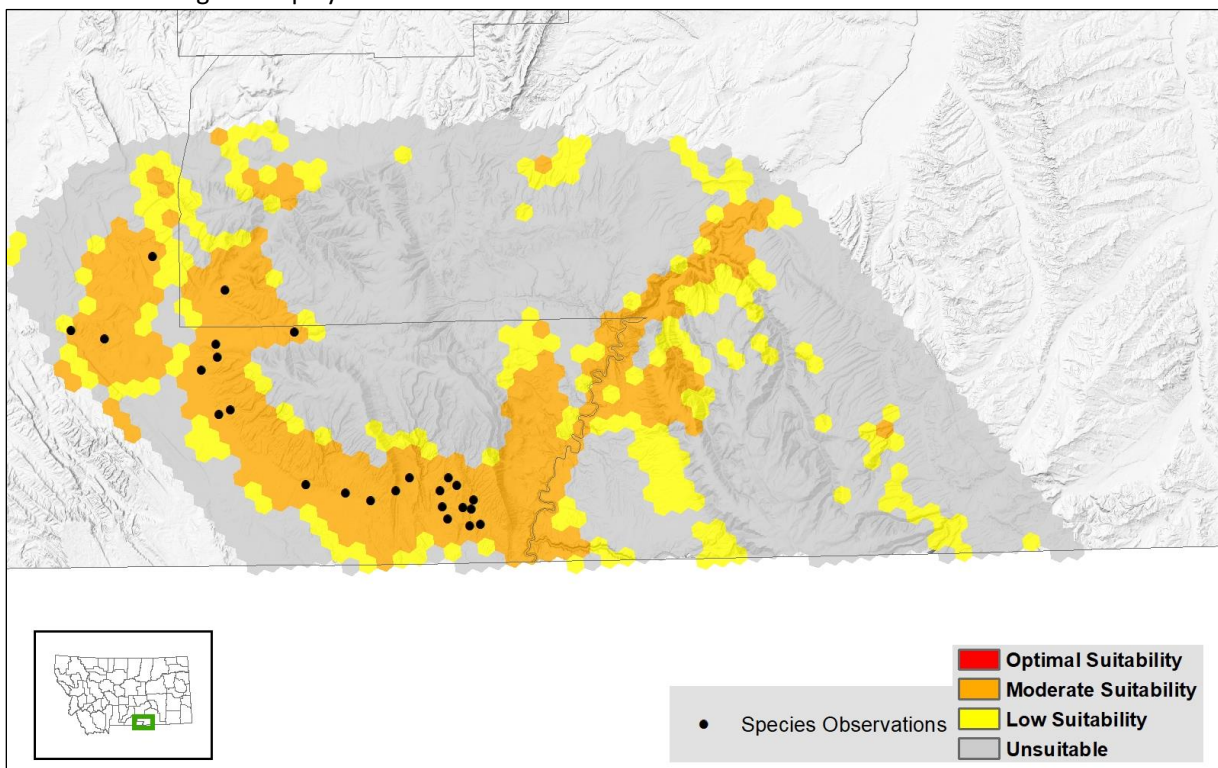 Optimal Suitability
Moderate Suitability
Species Observations
Low Suitability
Unsuitable